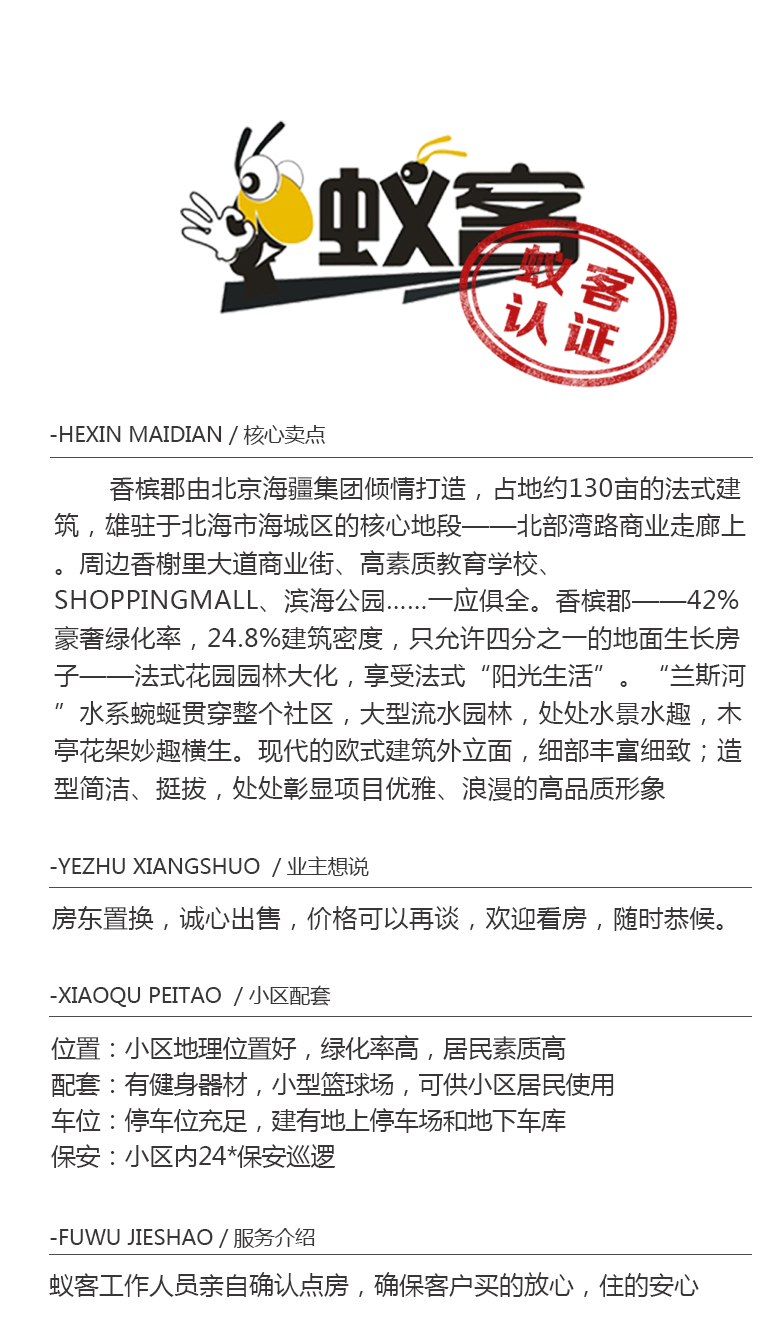 蚁客
蚁客
认证
-HEXIN MAIDIAN / 核心卖点
香槟郡由北京海疆集团倾情打造，占地约130亩的法式建
筑，雄驻于北海市海城区的核心地段——北部湾路商业走廊上
。周边香榭里大道商业街、高素质教育学校、
SHOPPINGMALL、滨海公园......一应俱全。香槟郡——42%
豪奢绿化率，24.8%建筑密度，只允许四分之一的地面生长房
子——法式花园园林大化，享受法式“阳光生活”。“兰斯河
”水系蜿蜒贯穿整个社区，大型流水园林，处处水景水趣，木
亭花架妙趣横生。现代的欧式建筑外立面，细部丰富细致；造
型简洁、挺拔，处处彰显项目优雅、浪漫的高品质形象
-YEZHU XIANGSHUO / 业主想说
房东置换，诚心出售，价格可以再谈，欢迎看房，随时恭候。
-XIAOQU PEITAO / 小区配套
位置：小区地理位置好，绿化率高，居民素质高
配套：有健身器材，小型篮球场，可供小区居民使用
车位：停车位充足，建有地上停车场和地下车库
保安：小区内24*保安巡逻
-FUWU JIESHAO / 服务介绍
蚁客工作人员亲自确认点房，确保客户买的放心，住的安心